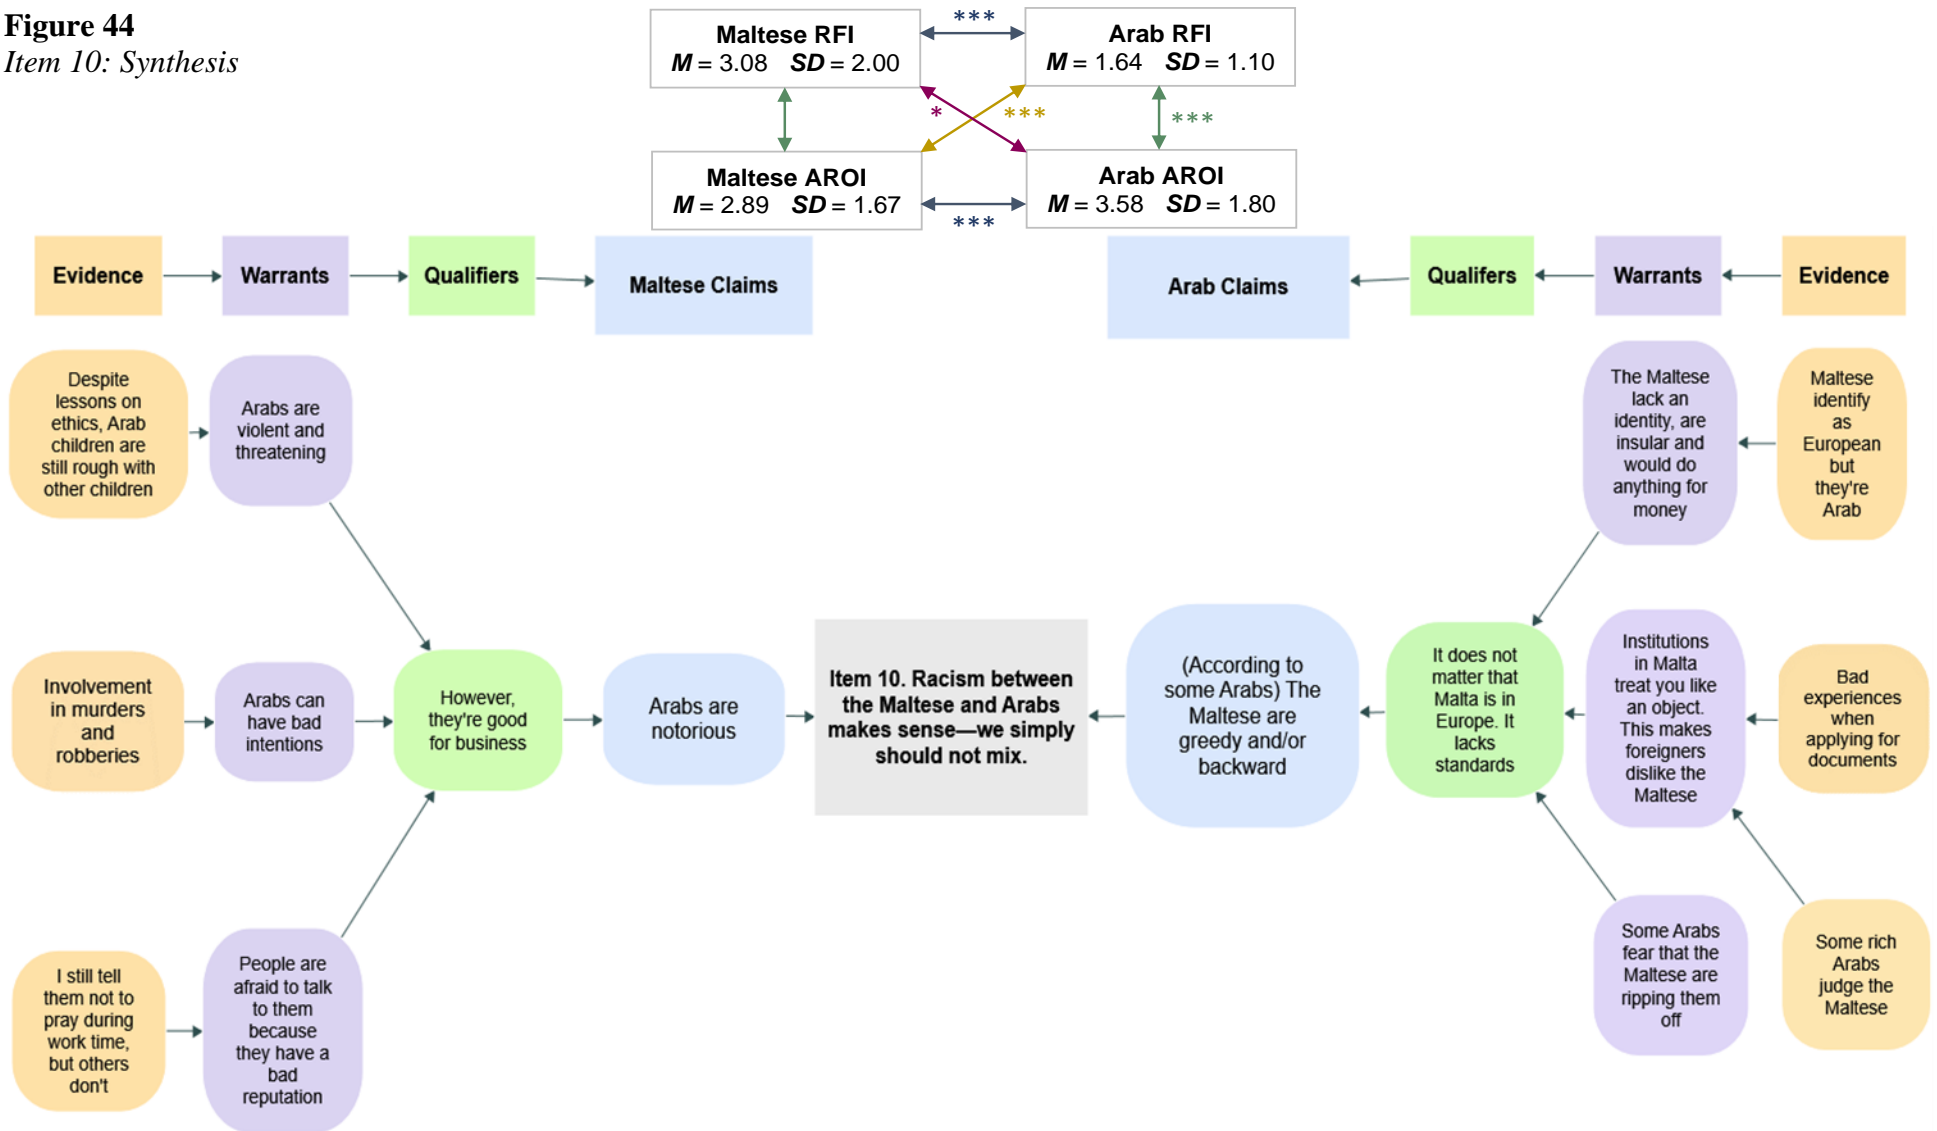 Figure 44
Item 10: Synthesis
Maltese RFI
M = 3.08 SD = 2.00
***
Arab RFI
M = 1.64 SD = 1.10
*
***
***
Maltese AROI
M = 2.89 SD = 1.67
***
Arab AROI
M = 3.58 SD = 1.80
Evidence
Warrants
Qualifiers
Maltese Claims
Arab Claims
Qualifers
Warrants
Evidence
Despite
lessons on
ethics, Arab
children are
still rough with
other children
Arabs are
violent and
threatening
Involvement
in murders
and
robberies
Arabs can
have bad
intentions
I still tell
them not to
pray during
work time,
but others
don't
People are
afraid to talk
to them
because
they have a
bad
reputation
However,
they're good
for business
Arabs are
notorious
Item 10. Racism between
the Maltese and Arabs
makes sense—we simply
should not mix.
(According to
some Arabs) The
Maltese are
greedy and/or
backward
It does not
matter that
Malta is in
Europe. It
lacks
standards
The Maltese
lack an
identity, are
insular and
would do
anything for
money
Maltese
identify
as
European
but
they're
Arab
Institutions
in Malta
treat you like
an object.
This makes
foreigners
dislike the
Maltese
Bad
experiences
when
applying for
documents
Some Arabs
fear that the
Maltese are
ripping them
off
Some rich
Arabs
judge the
Maltese